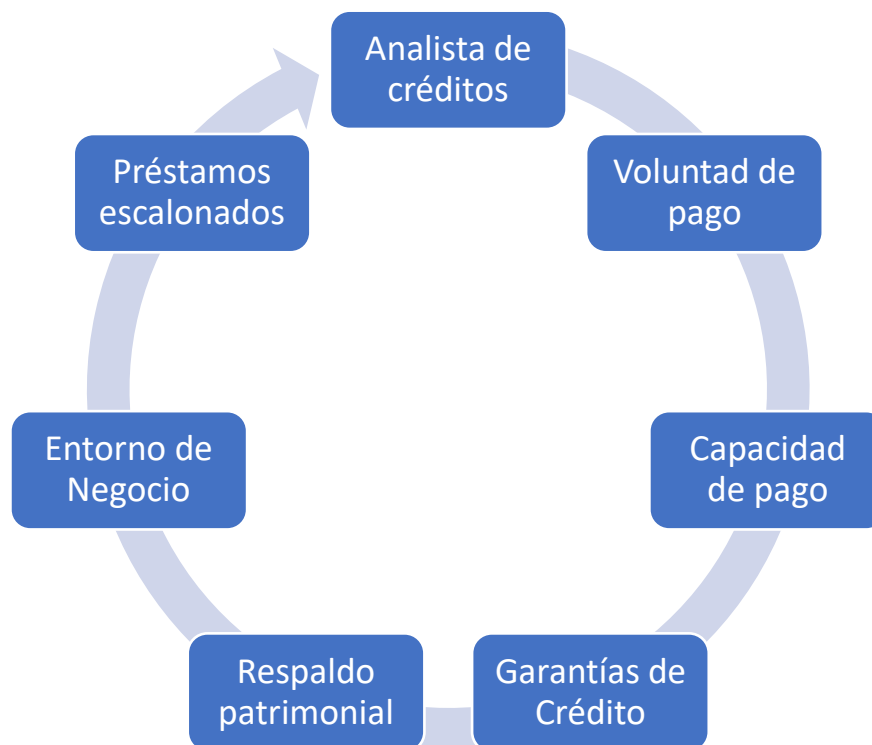 Analista de
créditos
Voluntad de
pago
Capacidad
de pago
Garantías de
Crédito
Respaldo
patrimonial
Entorno de
Negocio
Préstamos
escalonados